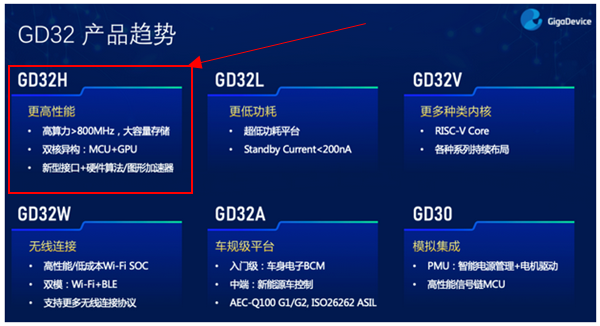 GD32 产品趋势
GigaDevice
GD32H
更高性能
• 高算力>800MHz，大容量存储
• 双核异构：MCU+GPU
• 新型接口+硬件算法/图形加速器
GD32L
更低功耗
• 超低功耗平台
• Standby Current<200nA
GD32V
更多种类内核
• RISC-V Core
• 各种系列持续布局
GD32W
无线连接
• 高性能/低成本Wi-Fi SOC
• 双模：Wi-Fi+BLE
• 支持更多无线连接协议
GD32A
车规级平台
• 入门级：车身电子BCM
• 中端：新能源车控制
• AEC-Q100 G1/G2, ISO26262 ASIL
GD30
模拟集成
• PMU：智能电源管理+电机驱动
• 高性能信号链MCU